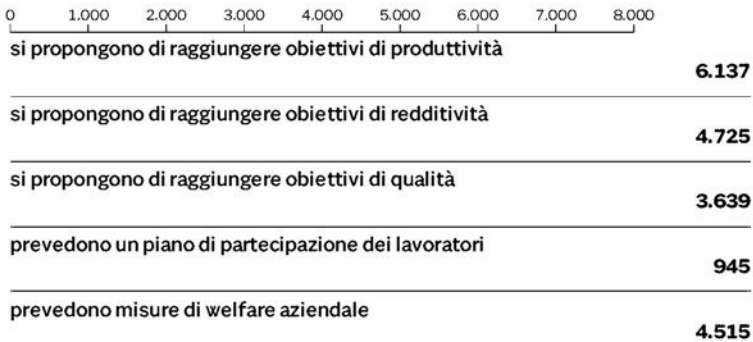 0 1.000 2.000 3.000 4.000 5.000 6.000 7.000 8.000
si propongono di raggiungere obiettivi di produttività
6.137
si propongono di raggiungere obiettivi di redditività
4.725
si propongono di raggiungere obiettivi di qualità
3.639
prevedono un piano di partecipazione dei lavoratori
945
prevedono misure di welfare aziendale
4.515